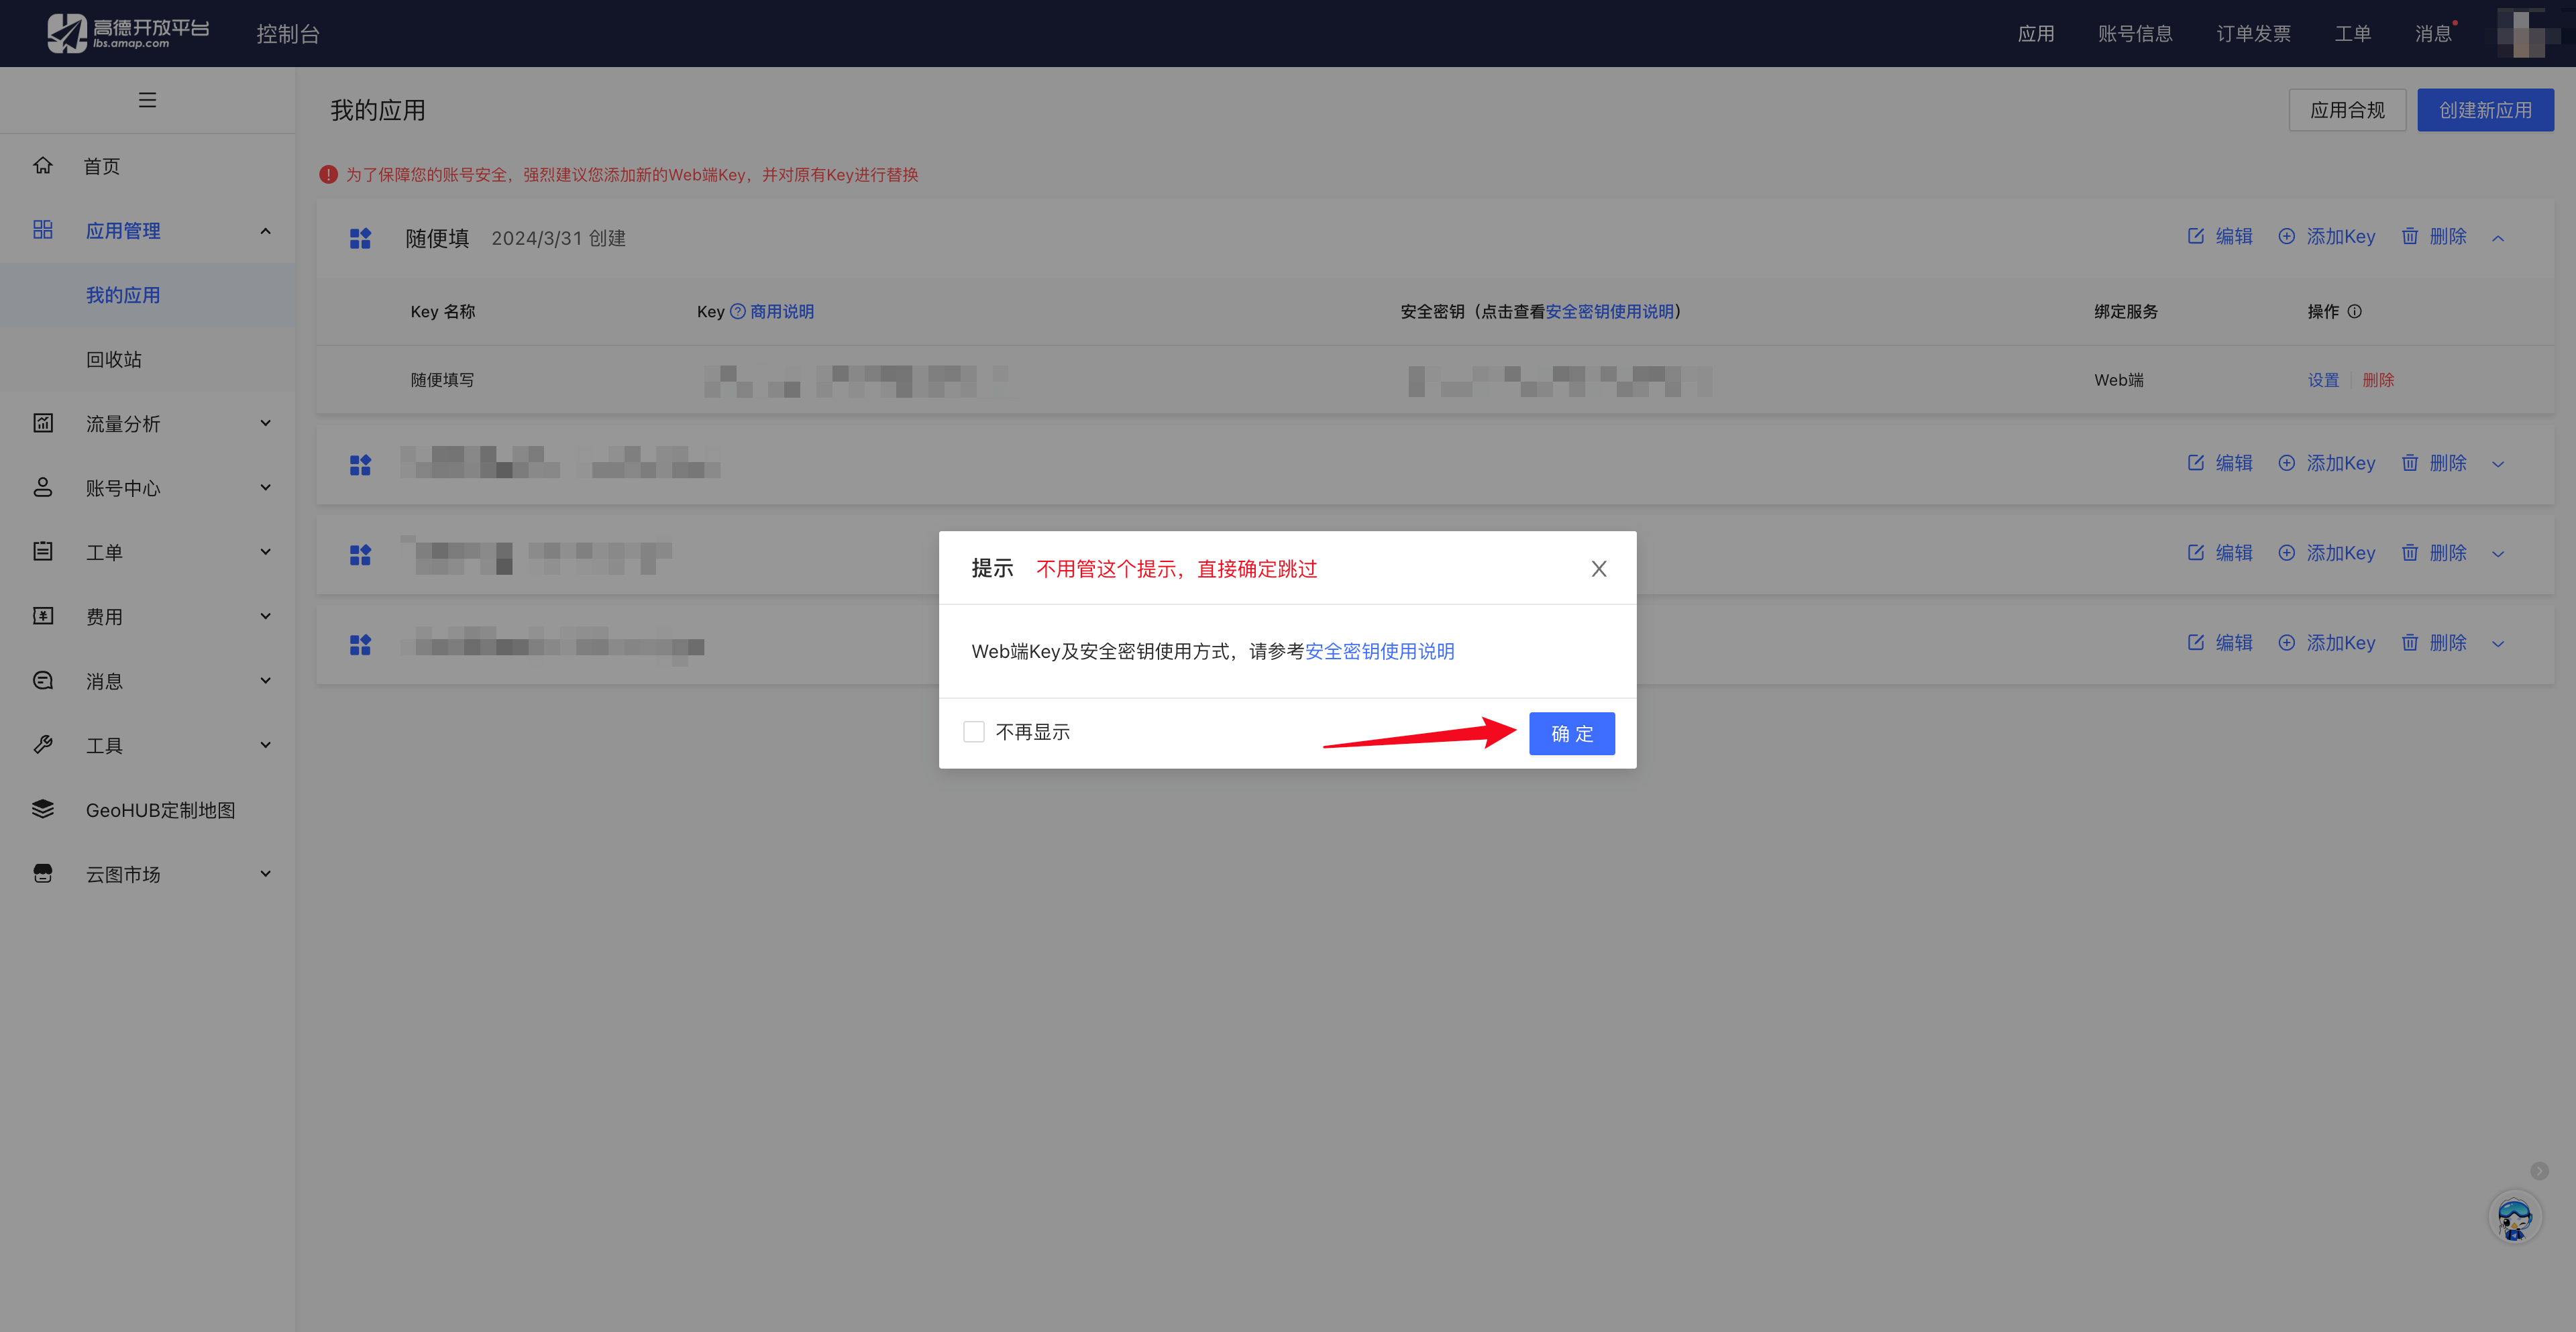 高德开放平台
lbs.amap.com
控制台
应用 账号信息 订单发票 工单 消息
我的应用
应用合规 创建新应用
首页
为了保障您的账号安全，强烈建议您添加新的Web端Key，并对原有Key进行替换
应用管理
随便填 2024/3/31 创建
编辑 添加Key 删除
我的应用
Key 名称 Key 商用说明 安全密钥（点击查看安全密钥使用说明） 绑定服务 操作
回收站
随便填写 Web端 设置 删除
流量分析
编辑 添加Key 删除
账号中心
工单
编辑 添加Key 删除
提示 不用管这个提示，直接确定跳过
费用
编辑 添加Key 删除
Web端Key及安全密钥使用方式，请参考安全密钥使用说明
消息
不再显示 确定
工具
GeoHUB定制地图
云图市场